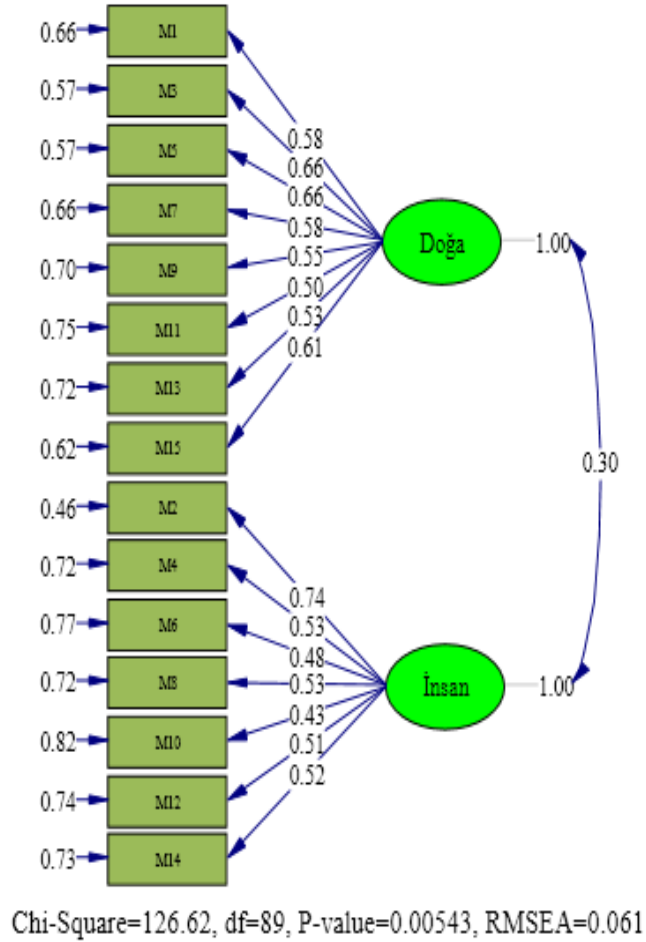 0.66 M1
0.57 M3
0.57 M5
0.66 M7
0.70 M9
0.75 M11
0.72 M13
0.62 M15
0.46 M2
0.72 M4
0.77 M6
0.72 M8
0.82 M10
0.74 M12
0.73 M14
0.58
0.66
0.66
0.58
0.55
0.50
0.53
0.61
Doğa 1.00
0.30
0.74
0.53
0.48
0.53
0.43
0.51
0.52
İnsan 1.00
Chi-Square=126.62, df=89, P-value=0.00543, RMSEA=0.061